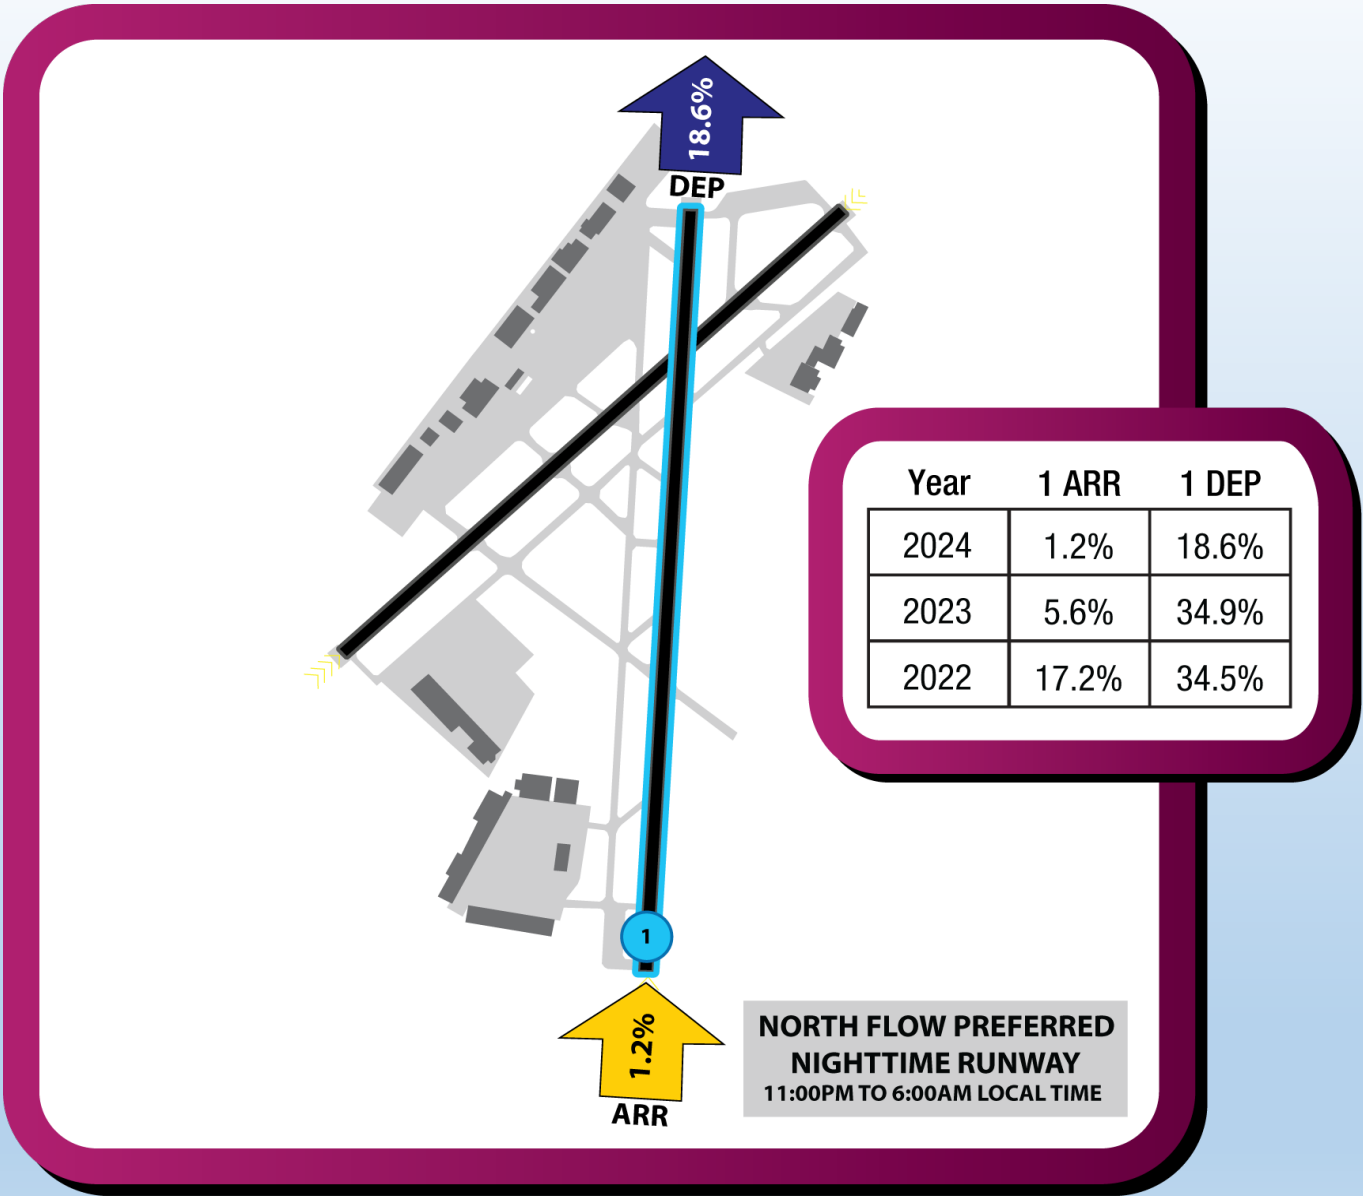 18.6%
DEP
Year 1 ARR 1 DEP
2024 1.2% 18.6%
2023 5.6% 34.9%
2022 17.2% 34.5%
1
1.2%
ARR
NORTH FLOW PREFERRED
NIGHTTIME RUNWAY
11:00PM TO 6:00AM LOCAL TIME